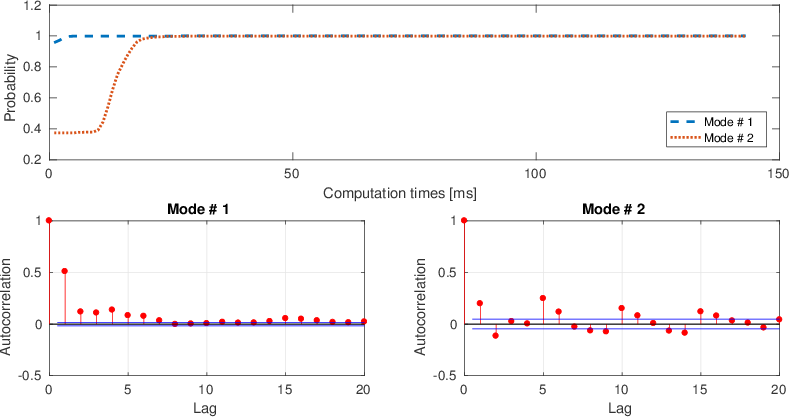 1.2
1
0.8
0.6
0.4
0.2
Probability
Mode # 1
Mode # 2
0
50
100
150
Computation times [ms]
Mode # 1
1
0.5
0
-0.5
Autocorrelation
0
5
10
15
20
Lag
Mode # 2
1
0.5
0
-0.5
Autocorrelation
0
5
10
15
20
Lag